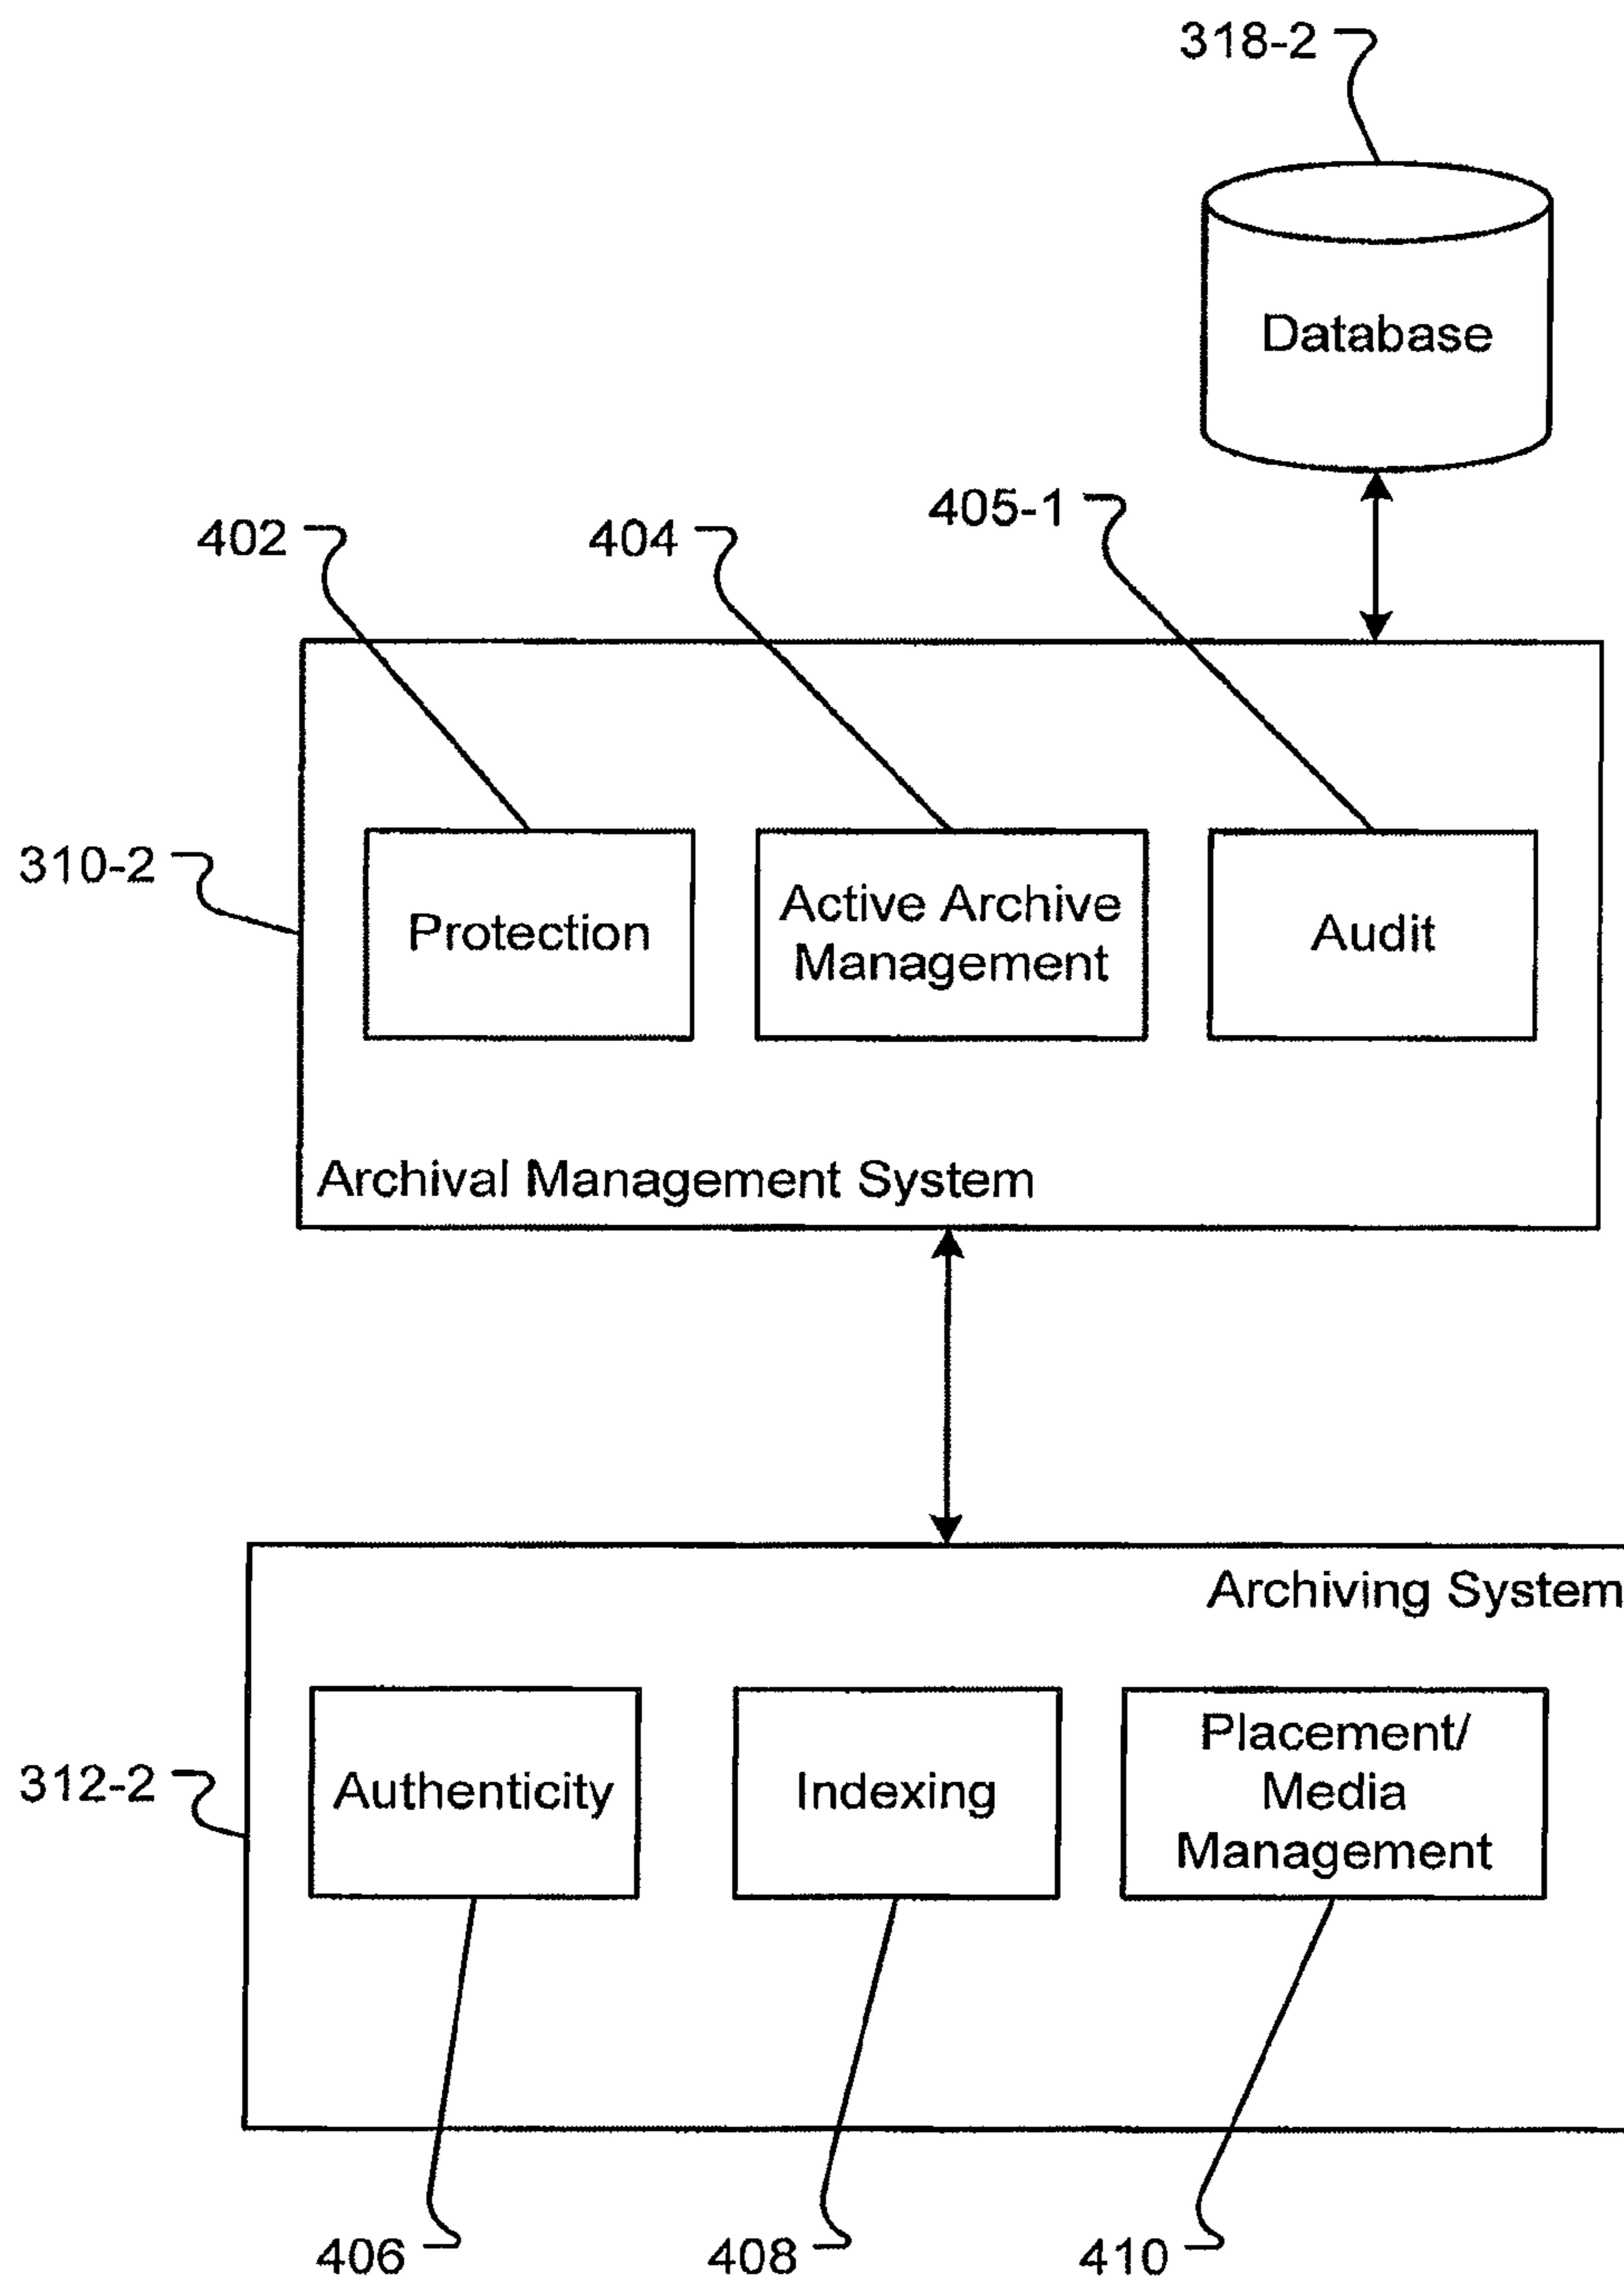 318-2
Database
402
404
405-1
310-2
Protection
Active Archive
Management
Audit
Archival Management System
Archiving System
312-2
Authenticity
Indexing
Placement/
Media
Management
406
408
410